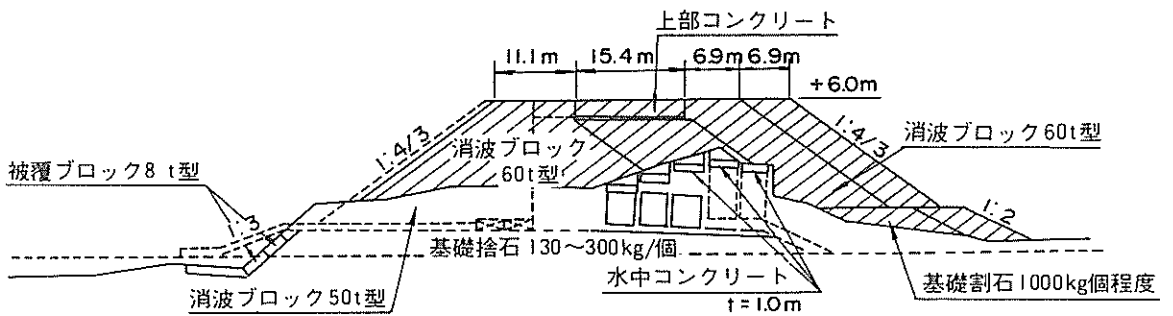 上部コンクリート
11.1m 15.4m 6.9m 6.9m
+6.0m
1:4/3
消波ブロック
60t型
1:4/3
消波ブロック60t型
被覆ブロック8 t型
1:3
1:2
基礎捨石 130～300kg/個
水中コンクリート
t=1.0m
消波ブロック50t型
基礎割石1000kg個程度